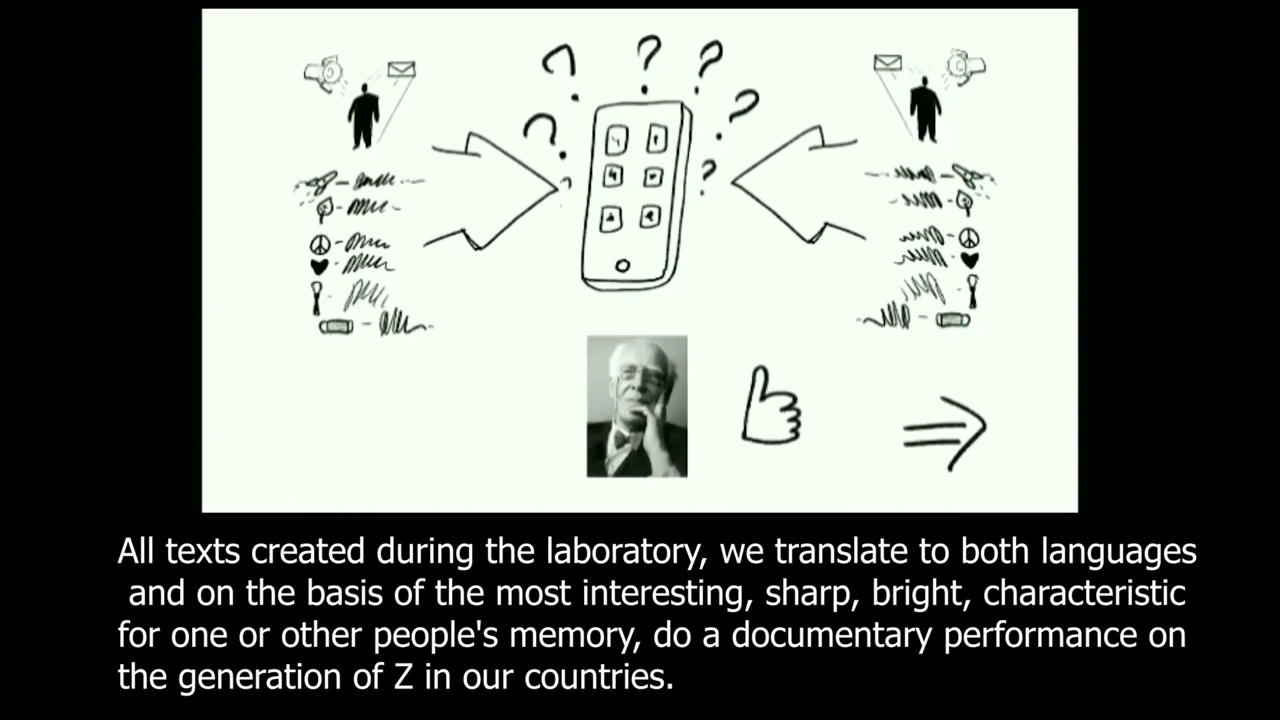 All texts created during the laboratory, we translate to both languages
and on the basis of the most interesting, sharp, bright, characteristic
for one or other people's memory, do a documentary performance on
the generation of Z in our countries.